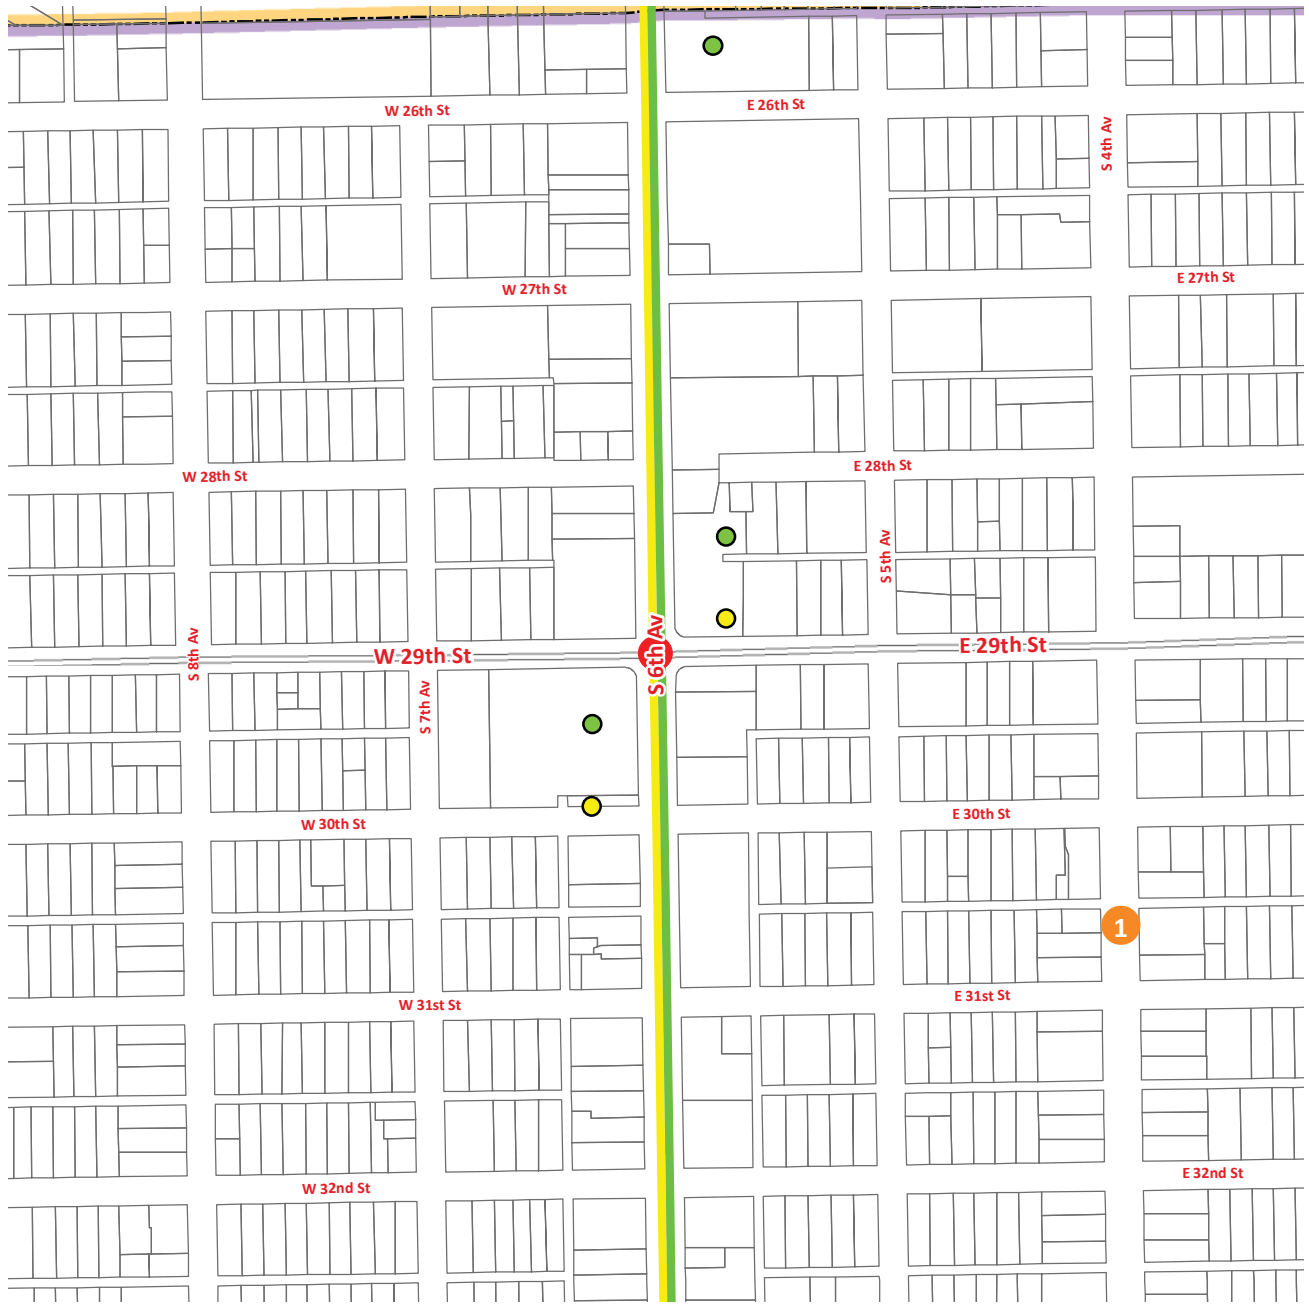 W 26th St
E 26th St
S 4th Av
E 27th St
W 27th St
E 28th St
W 28th St
S 5th Av
S 8th Av
W 29th St
S 6th Av
E 29th St
S 7th Av
W 30th St
E 30th St
1
W 31st St
E 31st St
W 32nd St
E 32nd St